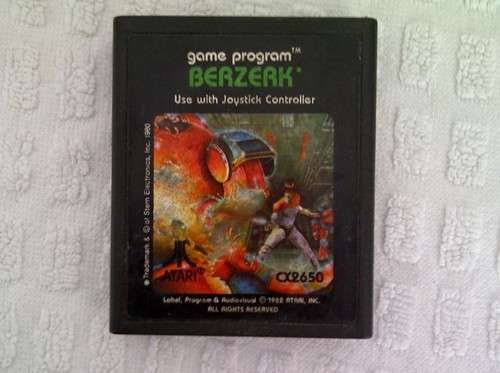 game program™
BERZERK*
Use with Joystick Controller
* Trademark & © of Stern Electronics, Inc. 1980
ATARI®
CX2650
Label, Program & Audiovisual © 1982 ATARI, INC.
ALL RIGHTS RESERVED